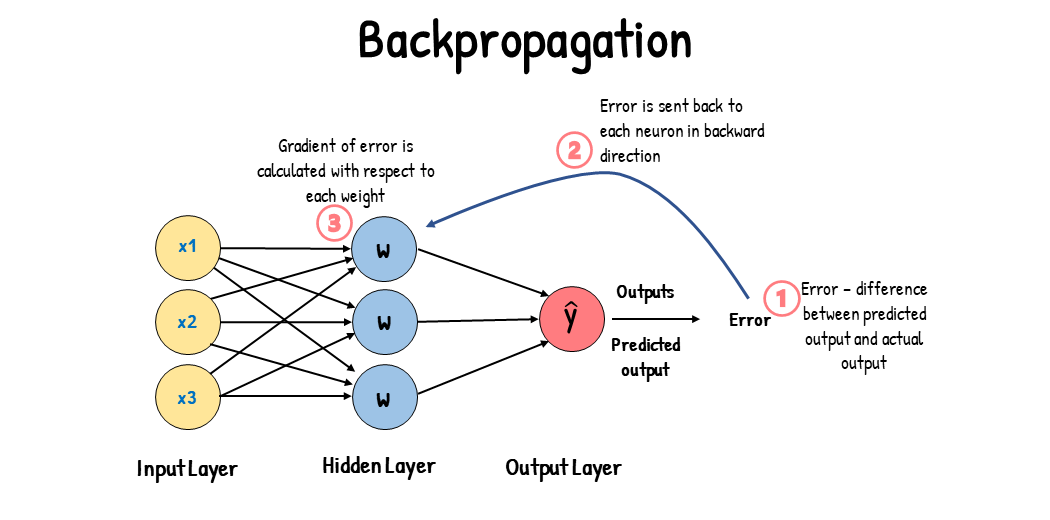 Backpropagation
Error is sent back to
each neuron in backward
direction
2
Gradient of error is
calculated with respect to
each weight
3
x1
x2
x3
w
w
w
ŷ
Outputs
Predicted
output
Error
1
Error – difference
between predicted
output and actual
output
Input Layer
Hidden Layer
Output Layer